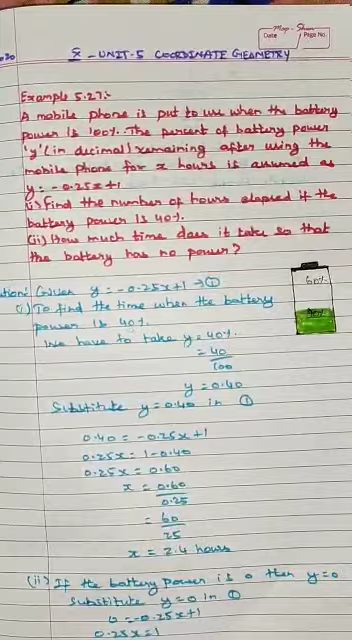 Date
Page No.
X - UNIT-5 COORDINATE GEOMETRY
Example 5.27:-
A mobile phone is put to use when the battery
power is 100%. The percent of battery power
'y' (in decimal) remaining after using the
mobile phone for x hours is assumed as
y = -0.25x+1
(i) Find the number of hours elapsed if the
battery power is 40%.
(ii) How much time does it take so that
the battery has no power?
Given y = -0.25x+1 → ①
(i) To find the time when the battery
power is 40%.
We have to take y = 40%.
= 40
100
y = 0.40
60%
40%
Substitute y = 0.40 in ①
0.40 = -0.25x+1
0.25x = 1-0.40
0.25x = 0.60
x = 0.60
0.25
= 60
25
x = 2.4 hours
(ii) If the battery power is 0 then y=0
Substitute y=0 in ①
0 = -0.25x+1
0.25x = 1